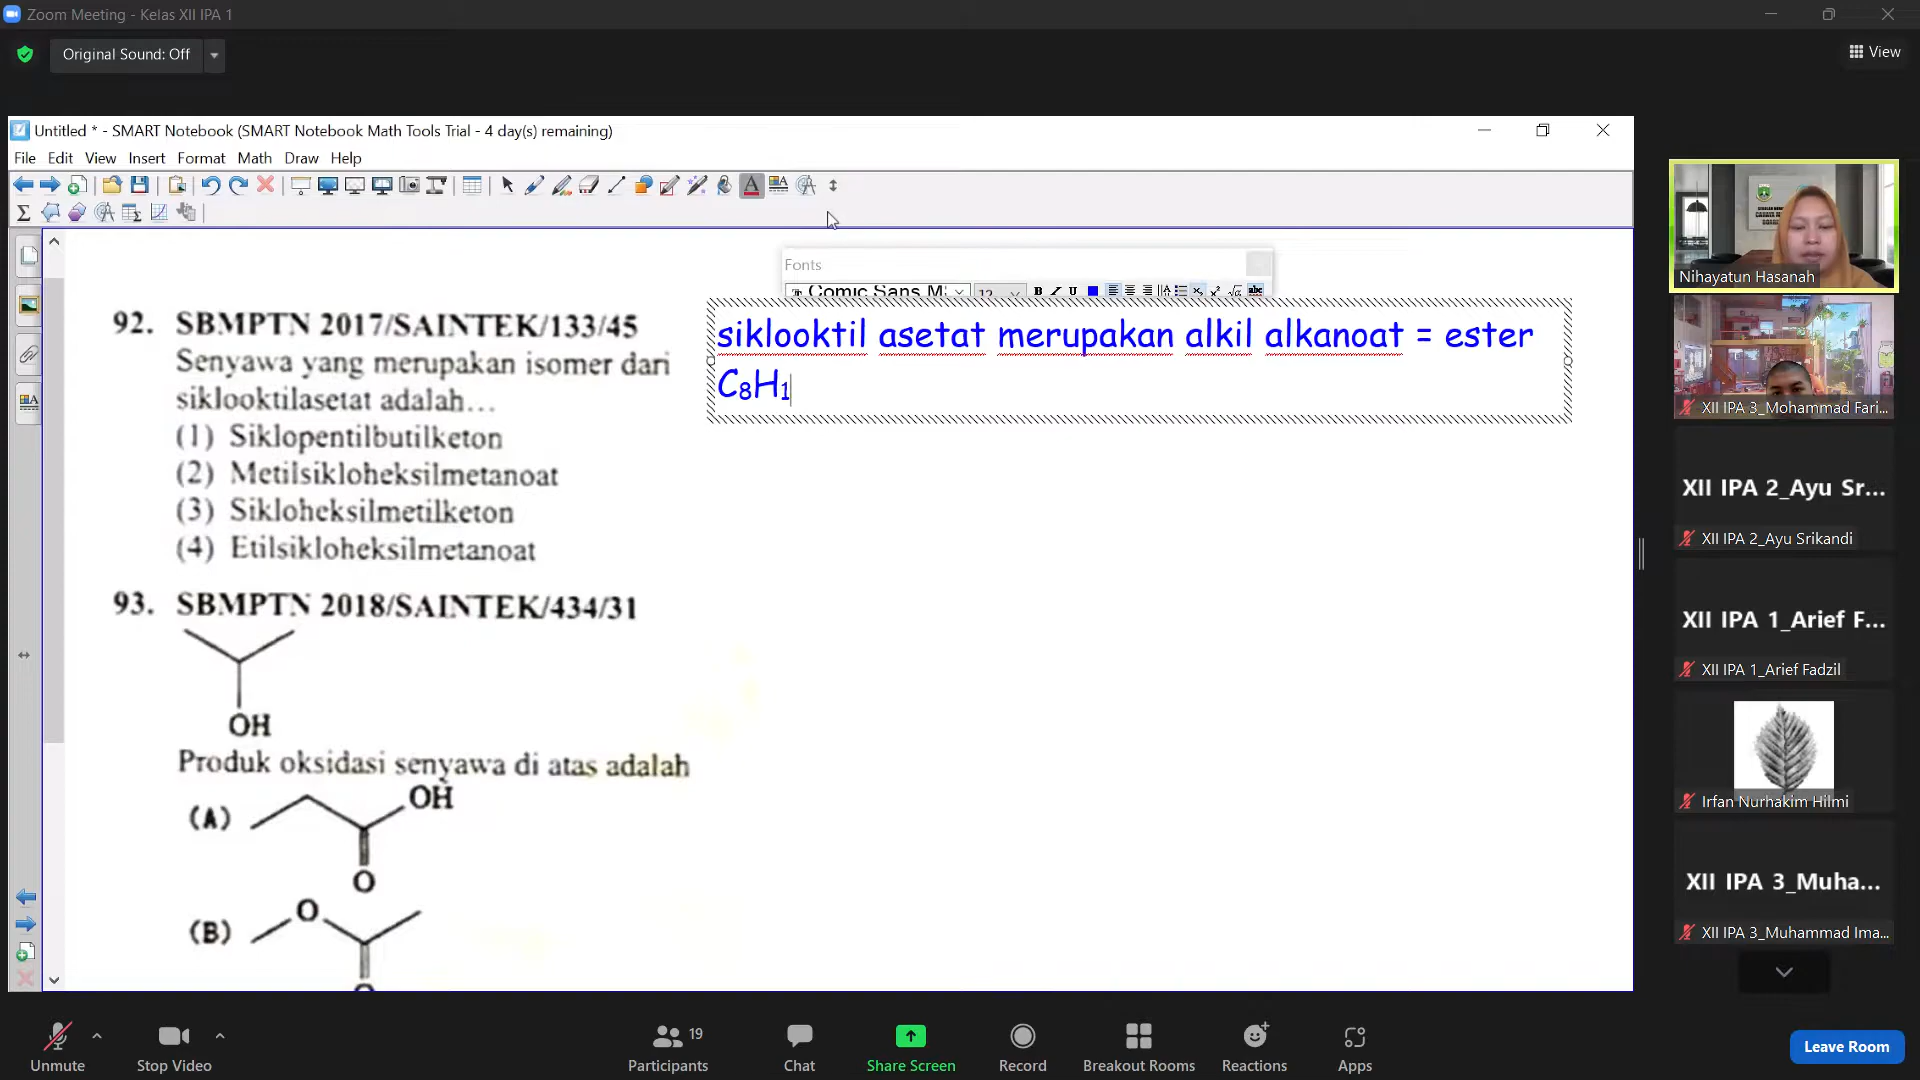 Zoom Meeting - Kelas XII IPA 1
Original Sound: Off
View
Untitled * - SMART Notebook (SMART Notebook Math Tools Trial - 4 day(s) remaining)
File Edit View Insert Format Math Draw Help
Fonts
Comic Sans MS 12
siklooktil asetat merupakan alkil alkanoat = ester
C₈H₁
92. SBMPTN 2017/SAINTEK/133/45
Senyawa yang merupakan isomer dari
siklooktilasetat adalah...
(1) Siklopentilbutilketon
(2) Metilsikloheksilmetanoat
(3) Sikloheksilmetilketon
(4) Etilsikloheksilmetanoat
93. SBMPTN 2018/SAINTEK/434/31
OH
Produk oksidasi senyawa di atas adalah
(A)
OH
O
(B)
O
O
Nihayatun Hasanah
XII IPA 3_Mohammad Fari...
XII IPA 2_Ayu Sr...
XII IPA 2_Ayu Srikandi
XII IPA 1_Arief F...
XII IPA 1_Arief Fadzil
Irfan Nurhakim Hilmi
XII IPA 3_Muha...
XII IPA 3_Muhammad Ima...
Unmute
Stop Video
Participants
19
Chat
Share Screen
Record
Breakout Rooms
Reactions
Apps
Leave Room